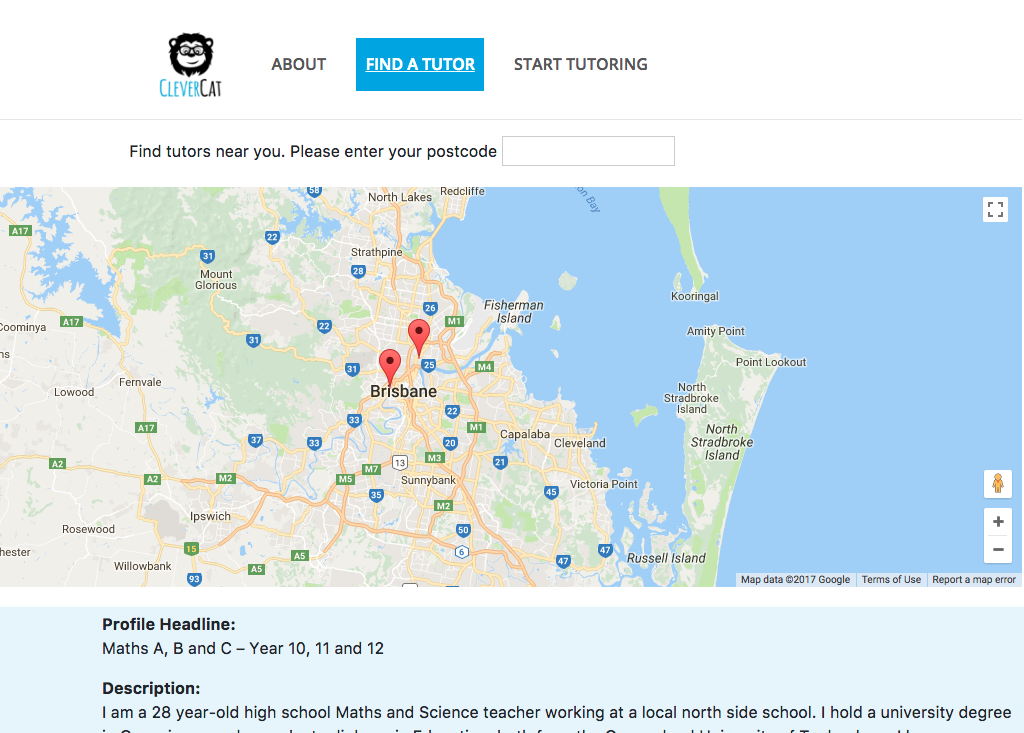 CLEVERCAT
ABOUT
FIND A TUTOR
START TUTORING
Find tutors near you. Please enter your postcode
58
North Lakes
Redcliffe
on Bay
A17
22
Strathpine
31
28
Mount
Glorious
Kooringal
26
Fisherman
Island
Coominya
A17
22
M1
Amity Point
31
25
Point Lookout
31
M4
Fernvale
Lowood
Brisbane
North
Stradbroke
Island
22
33
A17
M1
North
Stradbroke
Island
37
33
20
Capalaba
Cleveland
A2
13
M3
21
M7
A2
M2
M5
Sunnybank
35
45
Victoria Point
M2
Ipswich
Rosewood
50
15
6
47
A5
Russell Island
Willowbank
A5
47
93
+
−
Map data ©2017 Google
Terms of Use
Report a map error
Profile Headline:
Maths A, B and C – Year 10, 11 and 12
Description:
I am a 28 year-old high school Maths and Science teacher working at a local north side school. I hold a university degree